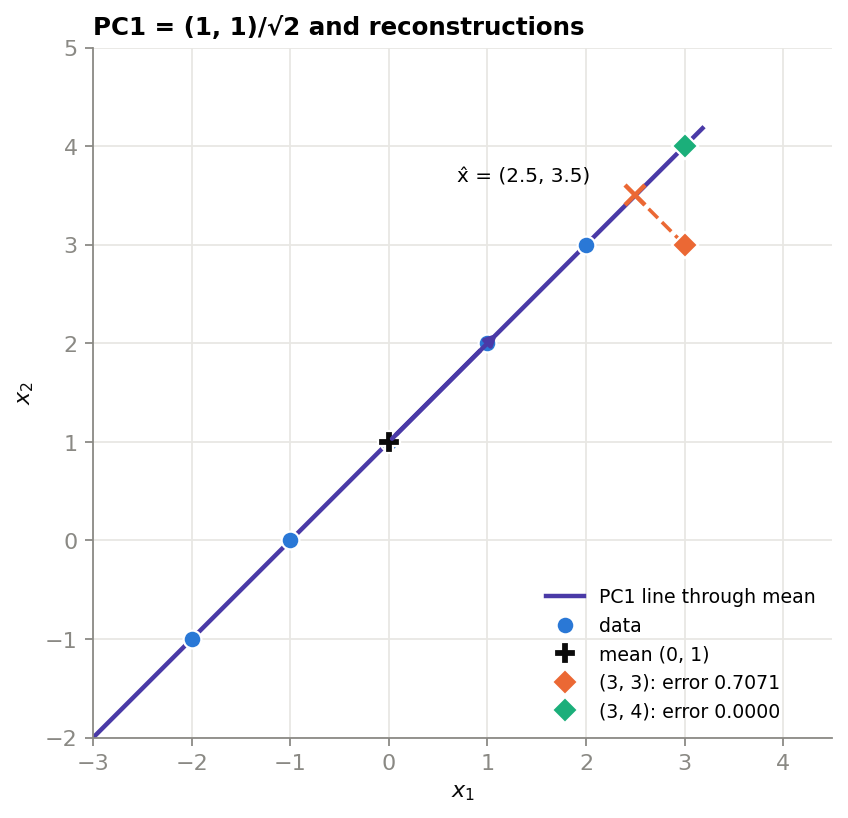 PC1 = (1, 1)/√2 and reconstructions
5
4
3
2
1
0
−1
−2
x₂
x̂ = (2.5, 3.5)
PC1 line through mean
data
mean (0, 1)
(3, 3): error 0.7071
(3, 4): error 0.0000
−3 −2 −1 0 1 2 3 4
x₁